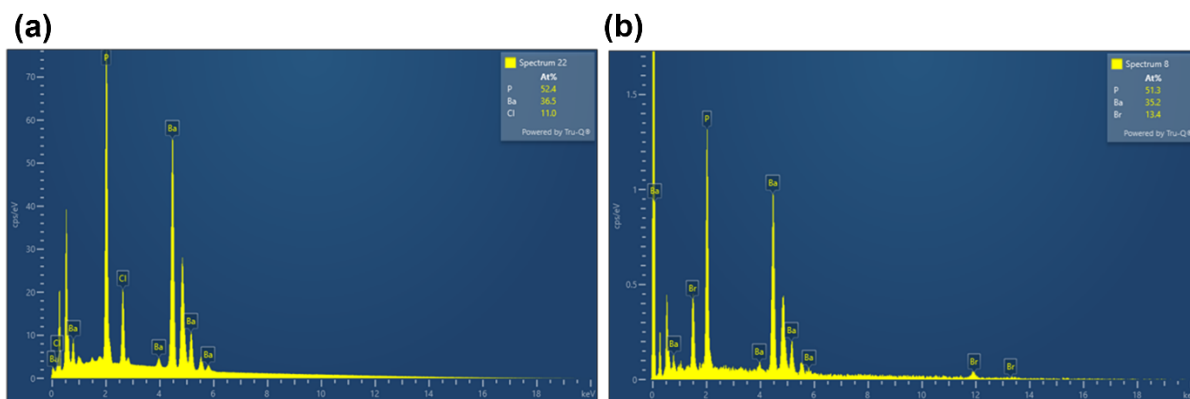 (a)
(b)
Spectrum 22
At%
P 52.4
Ba 36.5
Cl 11.0
Powered by Tru-Q®
cps/eV
70
60
50
40
30
20
10
0
P
Ba
Cl
Ba
Ba
Cl
Ba
Ba
Ba
0 2 4 6 8 10 12 14 16 18 keV
Spectrum 8
At%
P 51.3
Ba 35.2
Br 13.4
Powered by Tru-Q®
cps/eV
1.5
1
0.5
0
P
Ba
Ba
Br
Ba
Ba
Ba
Ba
Br
Br
0 2 4 6 8 10 12 14 16 18